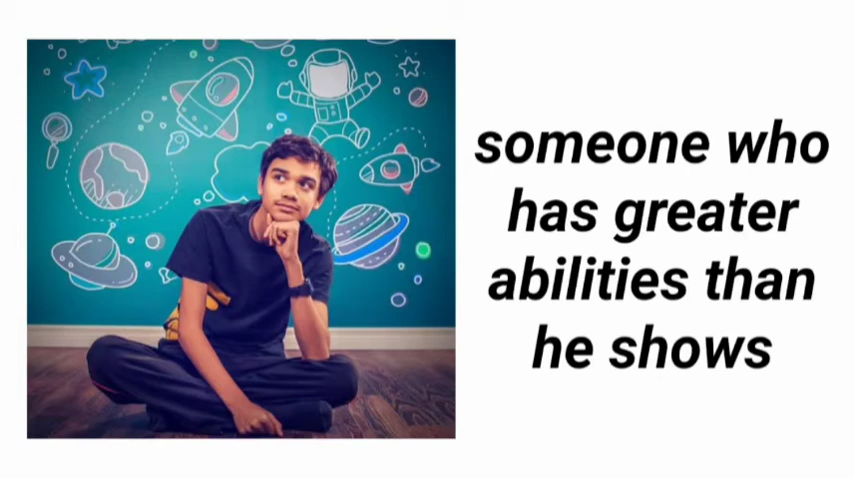 someone who
has greater
abilities than
he shows